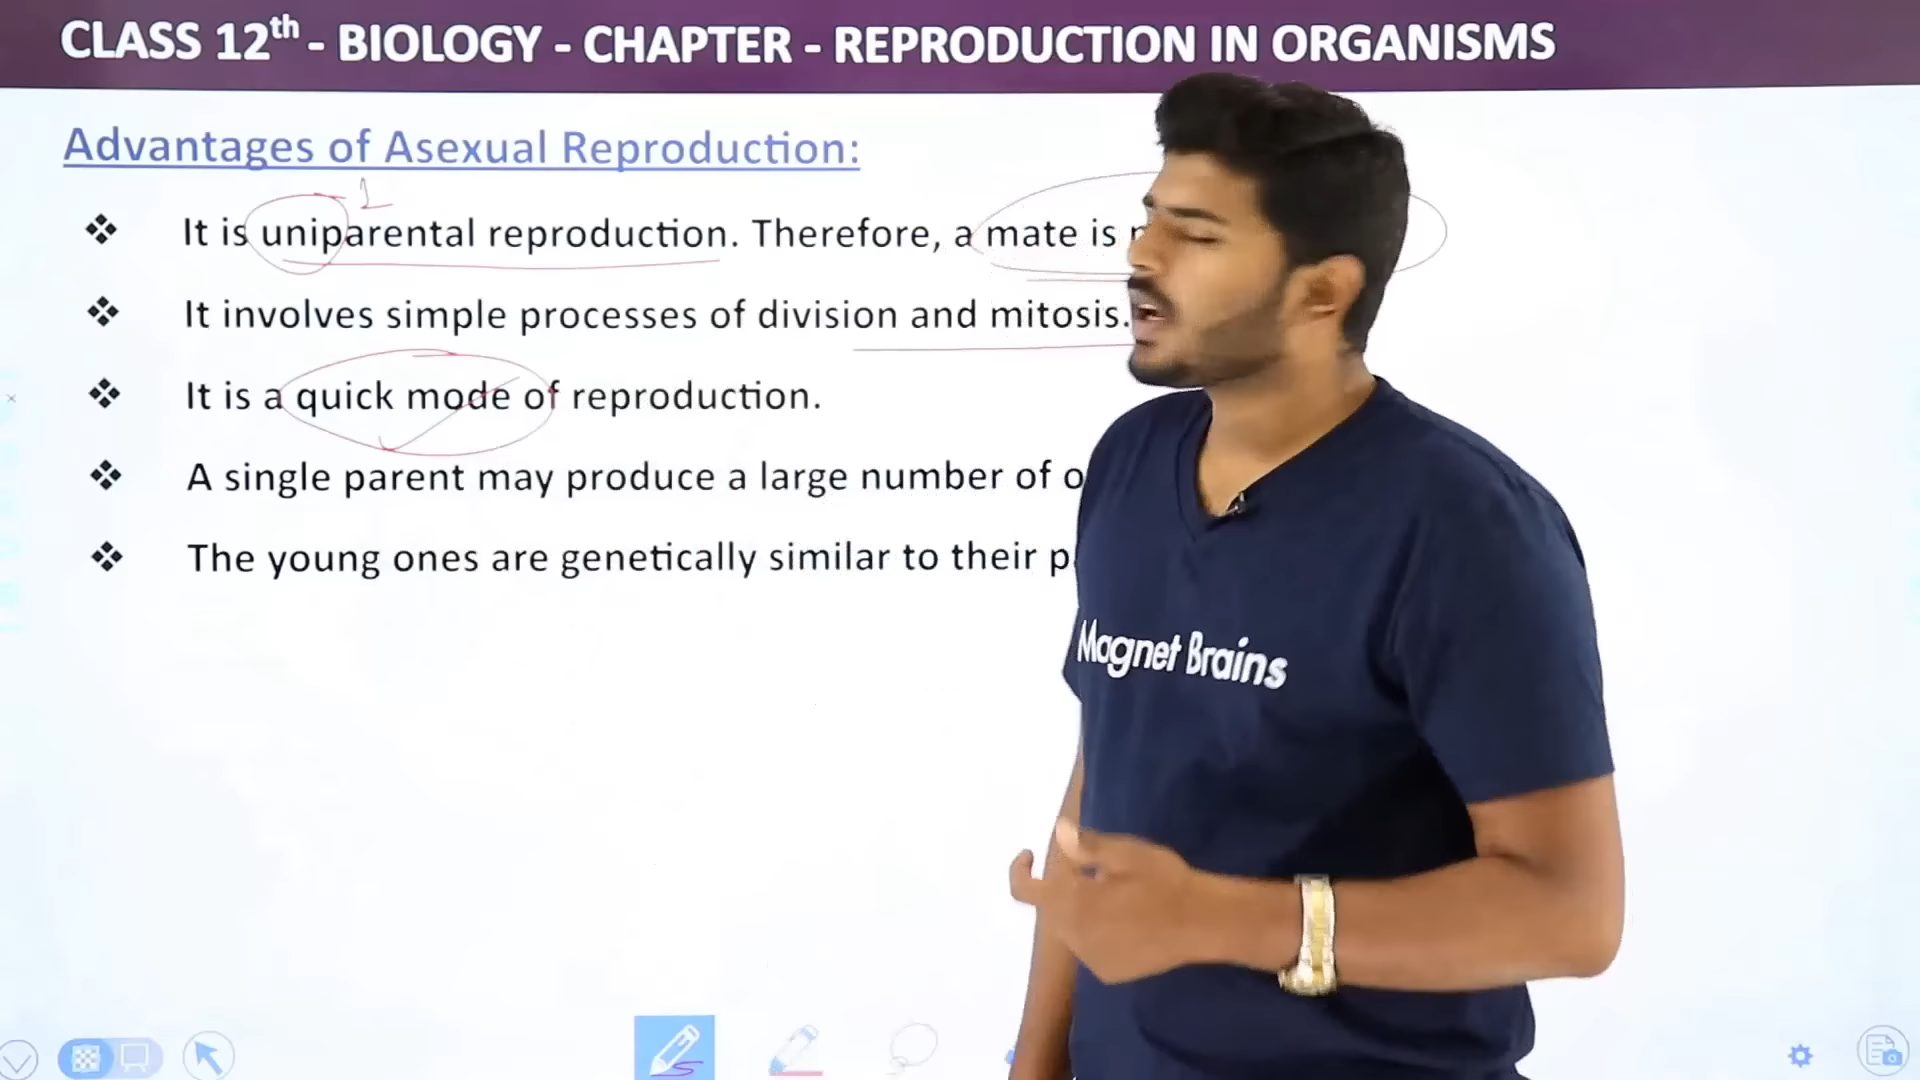 CLASS 12th - BIOLOGY - CHAPTER - REPRODUCTION IN ORGANISMS
Advantages of Asexual Reproduction:
1
❖ It is uniparental reproduction. Therefore, a mate is
❖ It involves simple processes of division and mitosis.
❖ It is a quick mode of reproduction.
❖ A single parent may produce a large number of
❖ The young ones are genetically similar to their
Magnet Brains